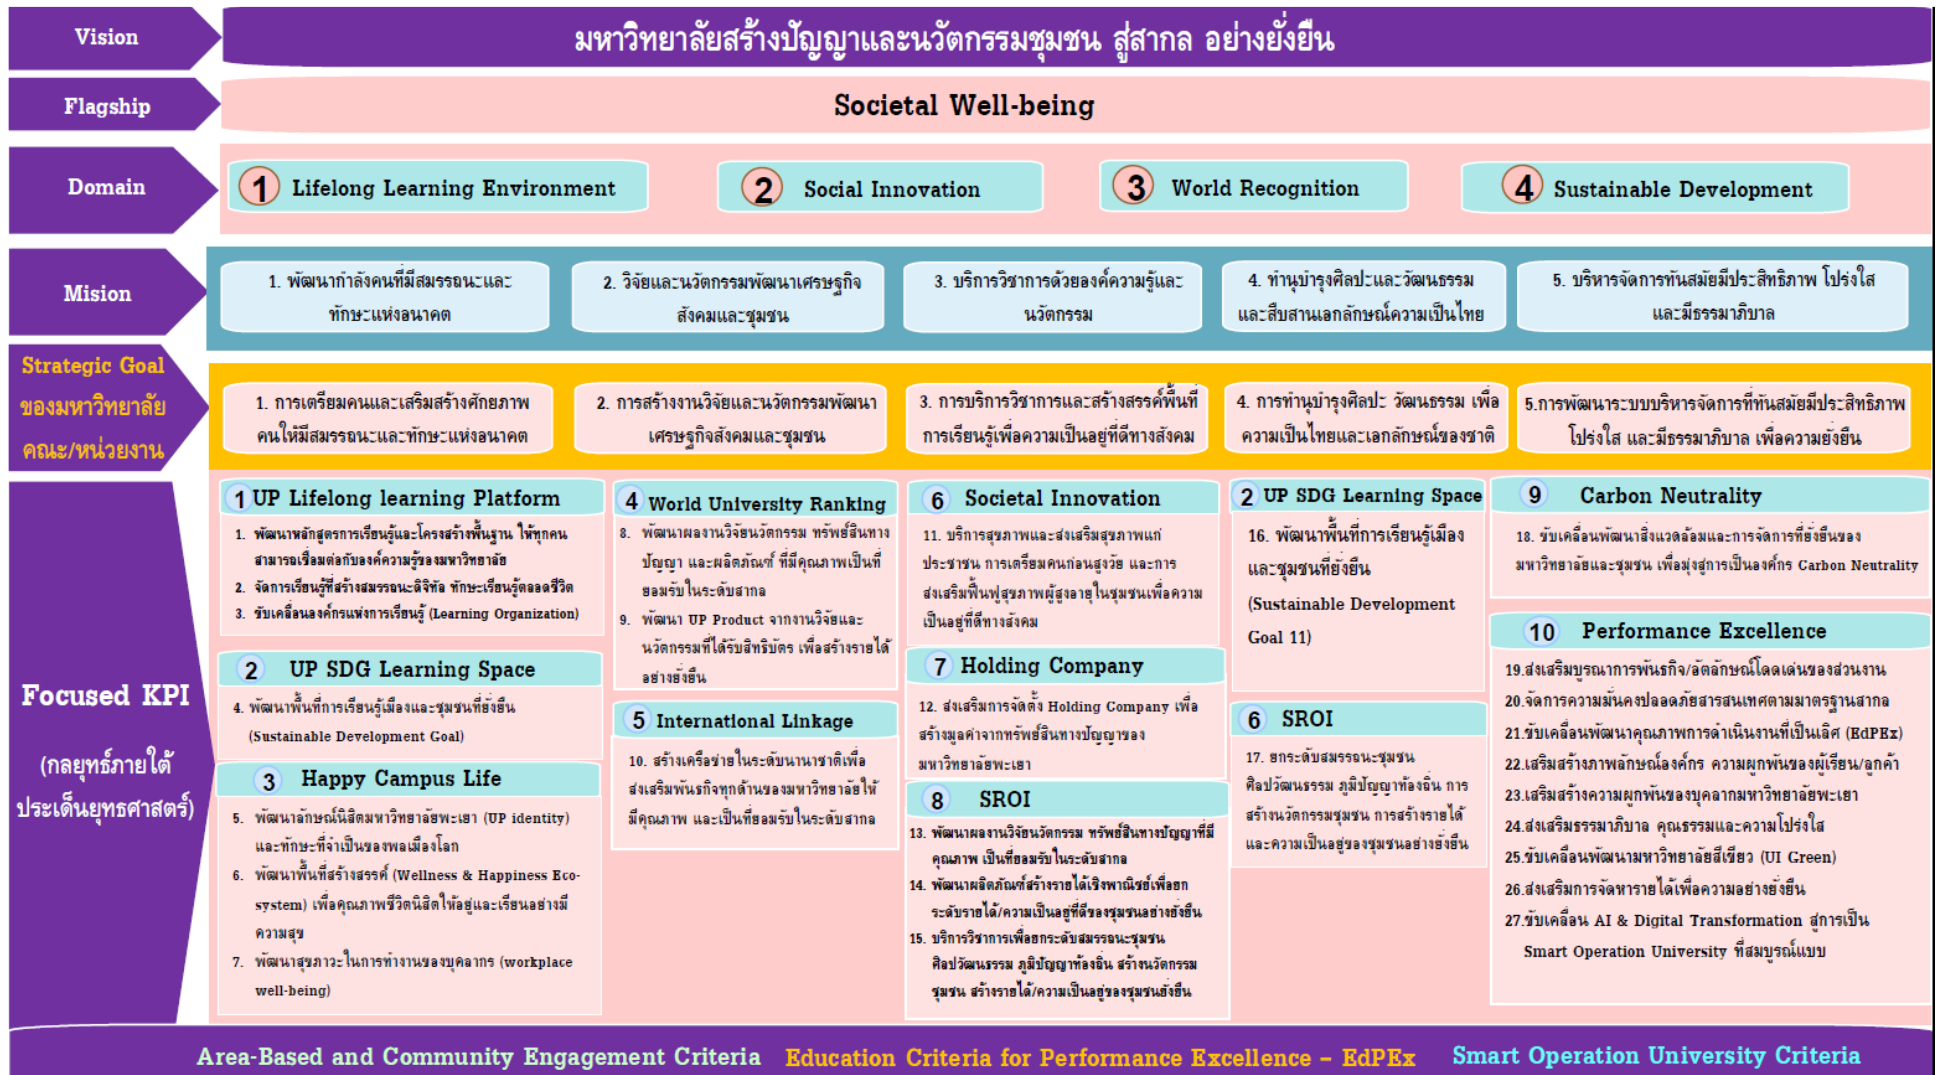 Vision
มหาวิทยาลัยสร้างปัญญาและนวัตกรรมชุมชน สู่สากล อย่างยั่งยืน
Flagship
Societal Well-being
Domain
1 Lifelong Learning Environment
2 Social Innovation
3 World Recognition
4 Sustainable Development
Mision
1. พัฒนากำลังคนที่มีสมรรถนะและ
ทักษะแห่งอนาคต
2. วิจัยและนวัตกรรมพัฒนาเศรษฐกิจ
สังคมและชุมชน
3. บริการวิชาการด้วยองค์ความรู้และ
นวัตกรรม
4. ทำนุบำรุงศิลปะและวัฒนธรรม
และสืบสานเอกลักษณ์ความเป็นไทย
5. บริหารจัดการทันสมัยมีประสิทธิภาพ โปร่งใส
และมีธรรมาภิบาล
Strategic Goal
ของมหาวิทยาลัย
คณะ/หน่วยงาน
1. การเตรียมคนและเสริมสร้างศักยภาพ
คนให้มีสมรรถนะและทักษะแห่งอนาคต
2. การสร้างงานวิจัยและนวัตกรรมพัฒนา
เศรษฐกิจสังคมและชุมชน
3. การบริการวิชาการและสร้างสรรค์พื้นที่
การเรียนรู้เพื่อความเป็นอยู่ที่ดีทางสังคม
4. การทำนุบำรุงศิลปะ วัฒนธรรม เพื่อ
ความเป็นไทยและเอกลักษณ์ของชาติ
5.การพัฒนาระบบบริหารจัดการที่ทันสมัยมีประสิทธิภาพ
โปร่งใส และมีธรรมาภิบาล เพื่อความยั่งยืน
Focused KPI
(กลยุทธ์ภายใต้
ประเด็นยุทธศาสตร์)
1 UP Lifelong learning Platform
1. พัฒนาหลักสูตรการเรียนรู้และโครงสร้างพื้นฐาน ให้ทุกคน
สามารถเชื่อมต่อกับองค์ความรู้ของมหาวิทยาลัย
2. จัดการเรียนรู้ที่สร้างสมรรถนะดิจิทัล ทักษะเรียนรู้ตลอดชีวิต
3. ขับเคลื่อนองค์กรแห่งการเรียนรู้ (Learning Organization)
2 UP SDG Learning Space
4. พัฒนาพื้นที่การเรียนรู้เมืองและชุมชนที่ยั่งยืน
(Sustainable Development Goal)
3 Happy Campus Life
5. พัฒนาลักษณ์นิสิตมหาวิทยาลัยพะเยา (UP identity)
และทักษะที่จำเป็นของพลเมืองโลก
6. พัฒนาพื้นที่สร้างสรรค์ (Wellness & Happiness Eco-
system) เพื่อคุณภาพชีวิตนิสิตให้อยู่และเรียนอย่างมี
ความสุข
7. พัฒนาสุขภาวะในการทำงานของบุคลากร (workplace
well-being)
4 World University Ranking
8. พัฒนาผลงานวิจัยนวัตกรรม ทรัพย์สินทาง
ปัญญา และผลิตภัณฑ์ ที่มีคุณภาพเป็นที่
ยอมรับในระดับสากล
9. พัฒนา UP Product จากงานวิจัยและ
นวัตกรรมที่ได้รับสิทธิบัตร เพื่อสร้างรายได้
อย่างยั่งยืน
5 International Linkage
10. สร้างเครือข่ายในระดับนานาชาติเพื่อ
ส่งเสริมพันธกิจทุกด้านของมหาวิทยาลัยให้
มีคุณภาพ และเป็นที่ยอมรับในระดับสากล
6 Societal Innovation
11. บริการสุขภาพและส่งเสริมสุขภาพแก่
ประชาชน การเตรียมคนก่อนสูงวัย และการ
ส่งเสริมฟื้นฟูสุขภาพผู้สูงอายุในชุมชนเพื่อความ
เป็นอยู่ที่ดีทางสังคม
7 Holding Company
12. ส่งเสริมการจัดตั้ง Holding Company เพื่อ
สร้างมูลค่าจากทรัพย์สินทางปัญญาของ
มหาวิทยาลัยพะเยา
8 SROI
13. พัฒนาผลงานวิจัยนวัตกรรม ทรัพย์สินทางปัญญาที่มี
คุณภาพ เป็นที่ยอมรับในระดับสากล
14. พัฒนาผลิตภัณฑ์สร้างรายได้เชิงพาณิชย์เพื่อยก
ระดับรายได้/ความเป็นอยู่ที่ดีของชุมชนอย่างยั่งยืน
15. บริการวิชาการเพื่อยกระดับสมรรถนะชุมชน
ศิลปวัฒนธรรม ภูมิปัญญาท้องถิ่น สร้างนวัตกรรม
ชุมชน สร้างรายได้/ความเป็นอยู่ของชุมชนยั่งยืน
2 UP SDG Learning Space
16. พัฒนาพื้นที่การเรียนรู้เมือง
และชุมชนที่ยั่งยืน
(Sustainable Development
Goal 11)
6 SROI
17. ยกระดับสมรรถนะชุมชน
ศิลปวัฒนธรรม ภูมิปัญญาท้องถิ่น การ
สร้างนวัตกรรมชุมชน การสร้างรายได้
และความเป็นอยู่ของชุมชนอย่างยั่งยืน
9 Carbon Neutrality
18. ขับเคลื่อนพัฒนาสิ่งแวดล้อมและการจัดการที่ยั่งยืนของ
มหาวิทยาลัยและชุมชน เพื่อมุ่งสู่การเป็นองค์กร Carbon Neutrality
10 Performance Excellence
19.ส่งเสริมบูรณาการพันธกิจ/อัตลักษณ์โดดเด่นของส่วนงาน
20.จัดการความมั่นคงปลอดภัยสารสนเทศตามมาตรฐานสากล
21.ขับเคลื่อนพัฒนาคุณภาพการดำเนินงานที่เป็นเลิศ (EdPEx)
22.เสริมสร้างภาพลักษณ์องค์กร ความผูกพันของผู้เรียน/ลูกค้า
23.เสริมสร้างความผูกพันของบุคลากมหาวิทยาลัยพะเยา
24.ส่งเสริมธรรมาภิบาล คุณธรรมและความโปร่งใส
25.ขับเคลื่อนพัฒนามหาวิทยาลัยสีเขียว (UI Green)
26.ส่งเสริมการจัดหารายได้เพื่อความอย่างยั่งยืน
27.ขับเคลื่อน AI & Digital Transformation สู่การเป็น
Smart Operation University ที่สมบูรณ์แบบ
Area-Based and Community Engagement Criteria Education Criteria for Performance Excellence – EdPEx Smart Operation University Criteria